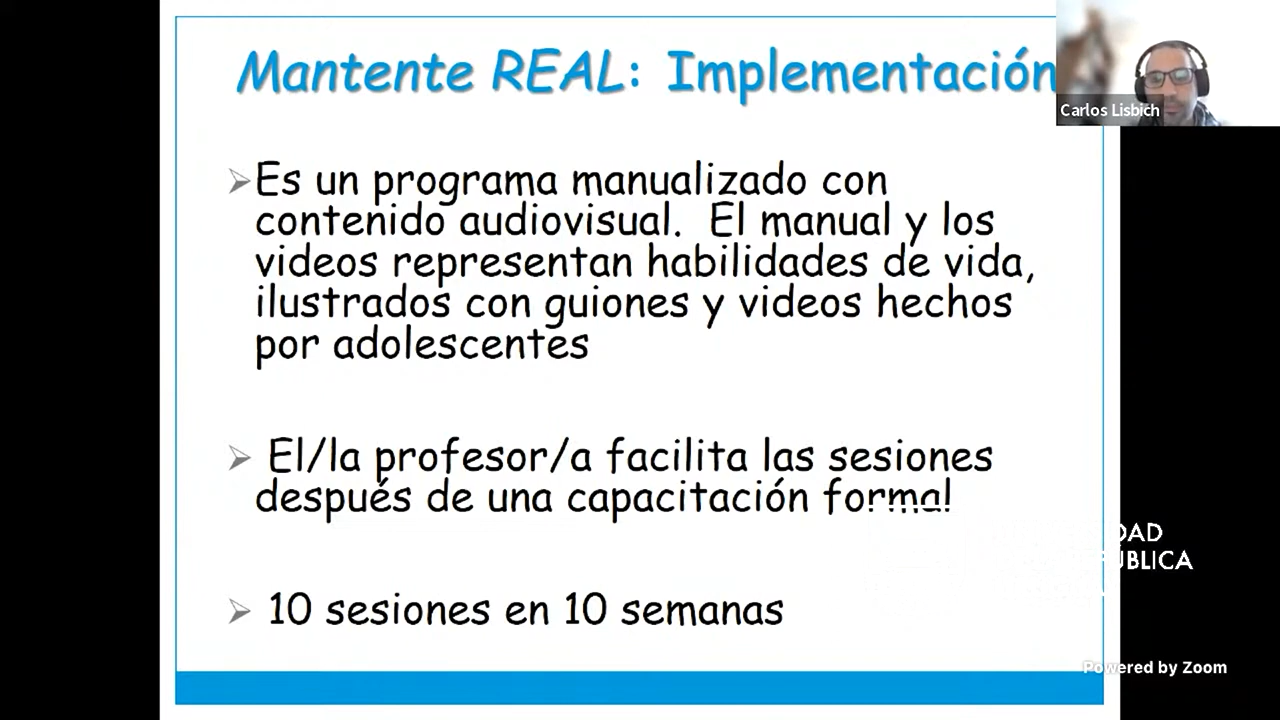 Mantente REAL: Implementación
Carlos Lisbich
Es un programa manualizado con
contenido audiovisual. El manual y los
videos representan habilidades de vida,
ilustrados con guiones y videos hechos
por adolescentes
El/la profesor/a facilita las sesiones
después de una capacitación formal
10 sesiones en 10 semanas
DAD
ÚBLICA
Powered by Zoom